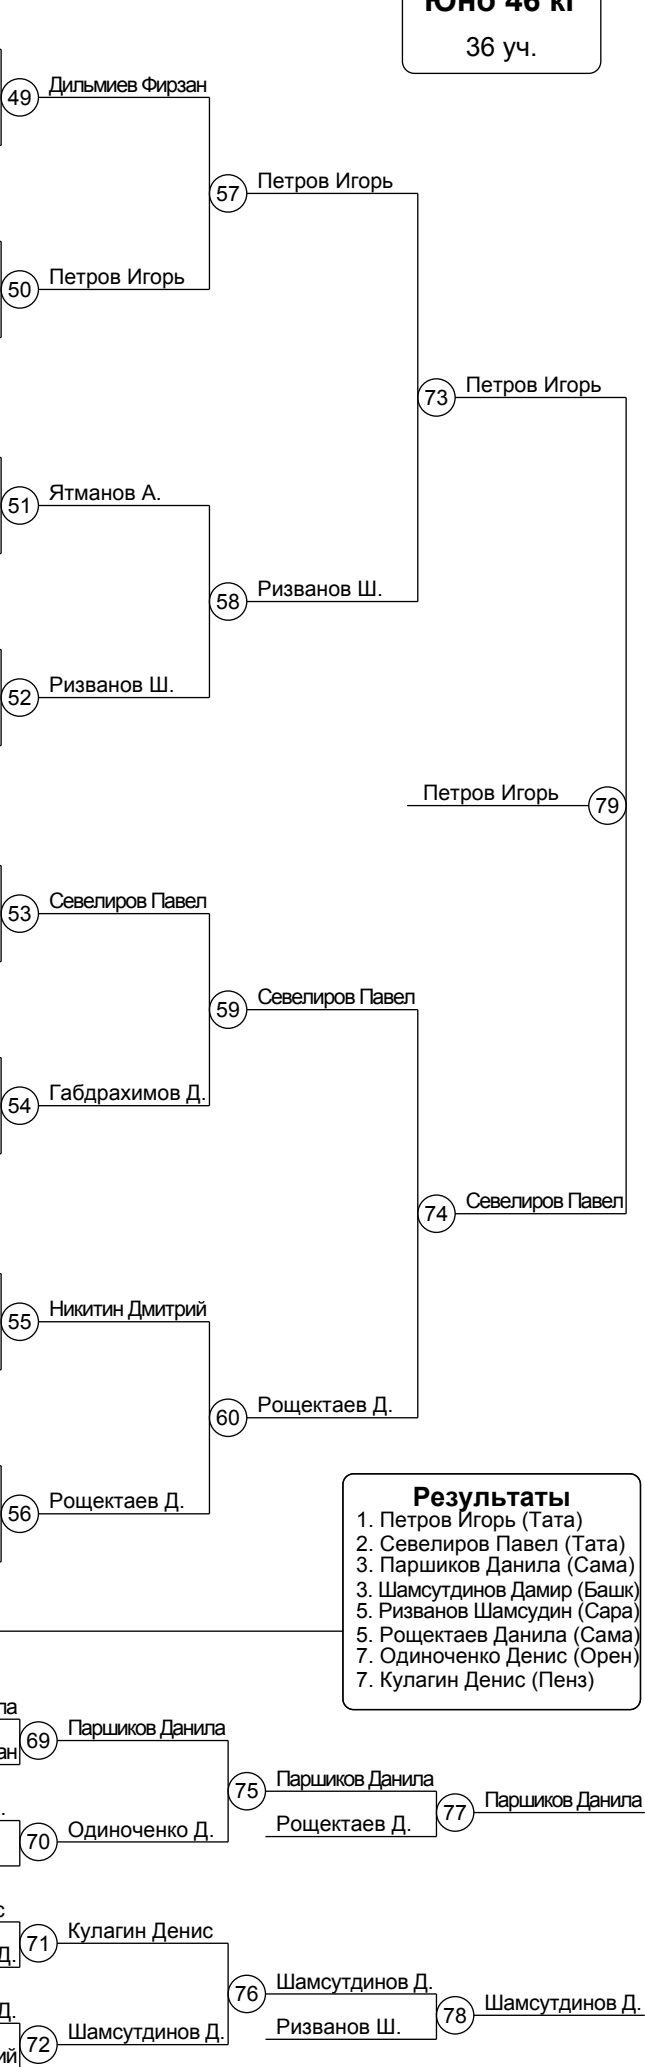 Юно 46 кг
36 уч.
49 Дильмиев Фирзан
57 Петров Игорь
50 Петров Игорь
73 Петров Игорь
51 Ятманов А.
58 Ризванов Ш.
52 Ризванов Ш.
Петров Игорь 79
53 Севелиров Павел
59 Севелиров Павел
54 Габдрахимов Д.
74 Севелиров Павел
55 Никитин Дмитрий
60 Рощектаев Д.
56 Рощектаев Д.
Результаты
1. Петров Игорь (Тата)
2. Севелиров Павел (Тата)
3. Паршиков Данила (Сама)
3. Шамсутдинов Дамир (Башк)
5. Ризванов Шамсудин (Сара)
5. Рощектаев Данила (Сама)
7. Одиноченко Денис (Орен)
7. Кулагин Денис (Пенз)
69 Паршиков Данила
75 Паршиков Данила
77 Паршиков Данила
Рощектаев Д.
70 Одиноченко Д.
71 Кулагин Денис
Д.
76 Шамсутдинов Д.
78 Шамсутдинов Д.
Д.
Ризванов Ш.
72 Шамсутдинов Д.